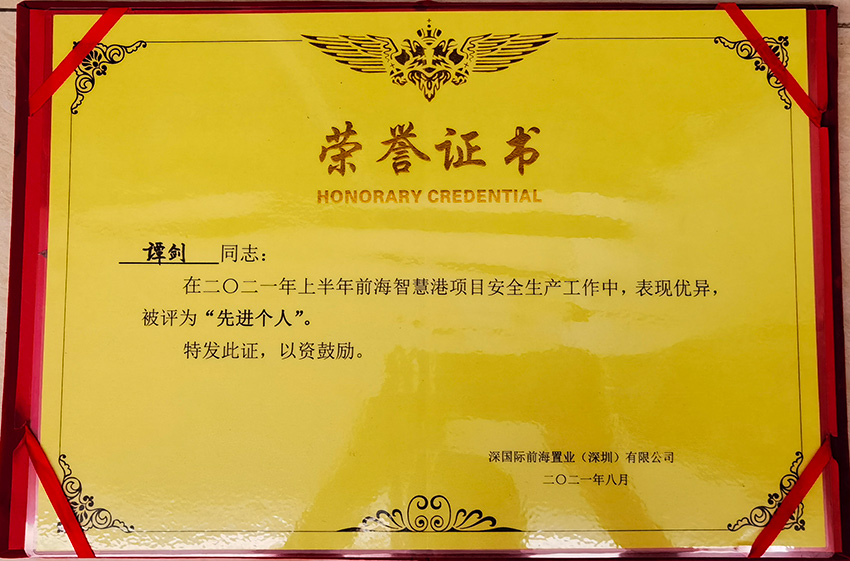 荣誉证书
HONORARY CREDENTIAL
谭剑 同志：
在二〇二一年上半年前海智慧港项目安全生产工作中，表现优异，
被评为“先进个人”。
特发此证，以资鼓励。
深国际前海置业（深圳）有限公司
二〇二一年八月